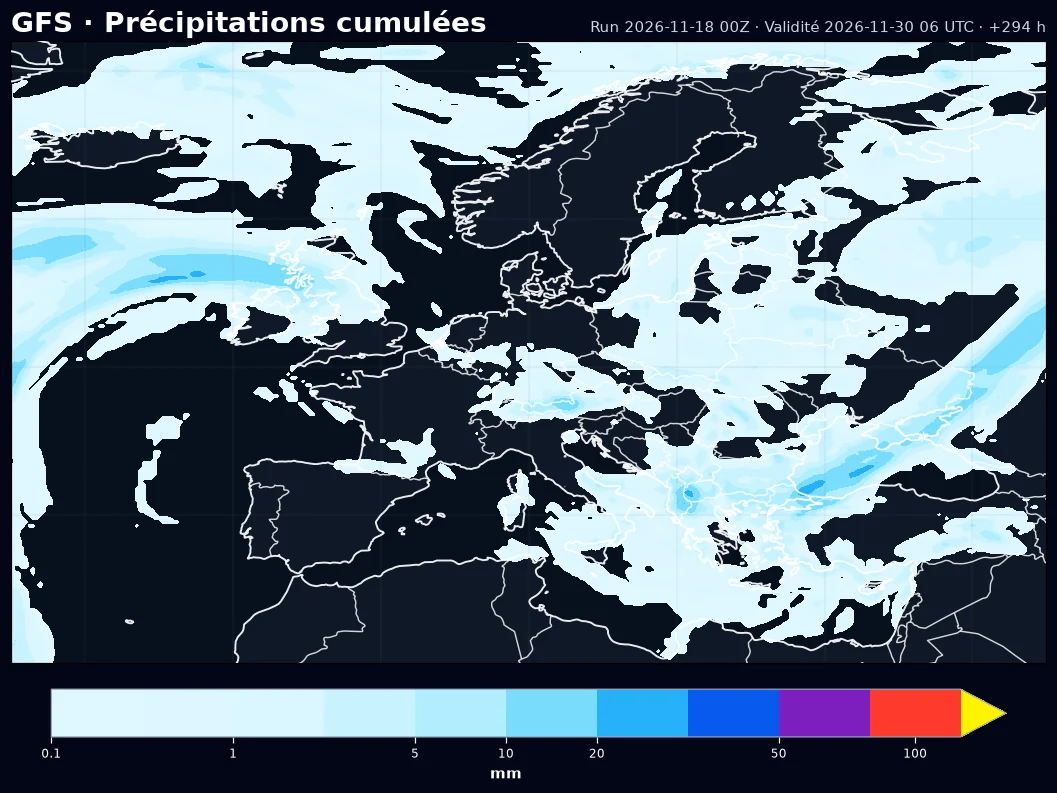 GFS · Précipitations cumulées
Run 2026-11-18 00Z · Validité 2026-11-30 06 UTC · +294 h
0.1 1 5 10 20 50 100
mm